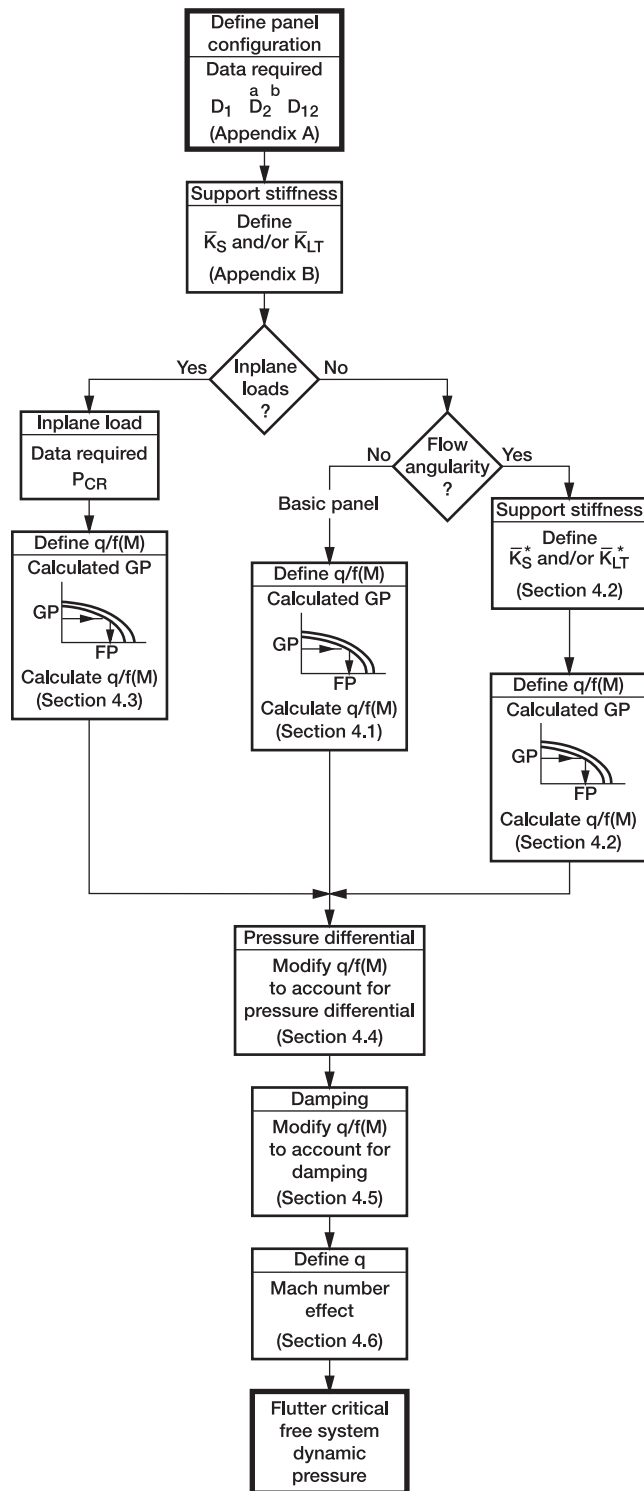 Define panel
configuration
Data required
a b
D1 D2 D12
(Appendix A)
Support stiffness
Define
K̅S and/or K̅LT
(Appendix B)
Inplane
loads
?
Yes
No
Inplane load
Data required
PCR
Flow
angularity
?
No
Yes
Basic panel
Support stiffness
Define
K̅S* and/or K̅LT*
(Section 4.2)
Define q/f(M)
Calculated GP
GP
FP
Calculate q/f(M)
(Section 4.3)
Define q/f(M)
Calculated GP
GP
FP
Calculate q/f(M)
(Section 4.1)
Define q/f(M)
Calculated GP
GP
FP
Calculate q/f(M)
(Section 4.2)
Pressure differential
Modify q/f(M)
to account for
pressure differential
(Section 4.4)
Damping
Modify q/f(M)
to account for
damping
(Section 4.5)
Define q
Mach number
effect
(Section 4.6)
Flutter critical
free system
dynamic
pressure